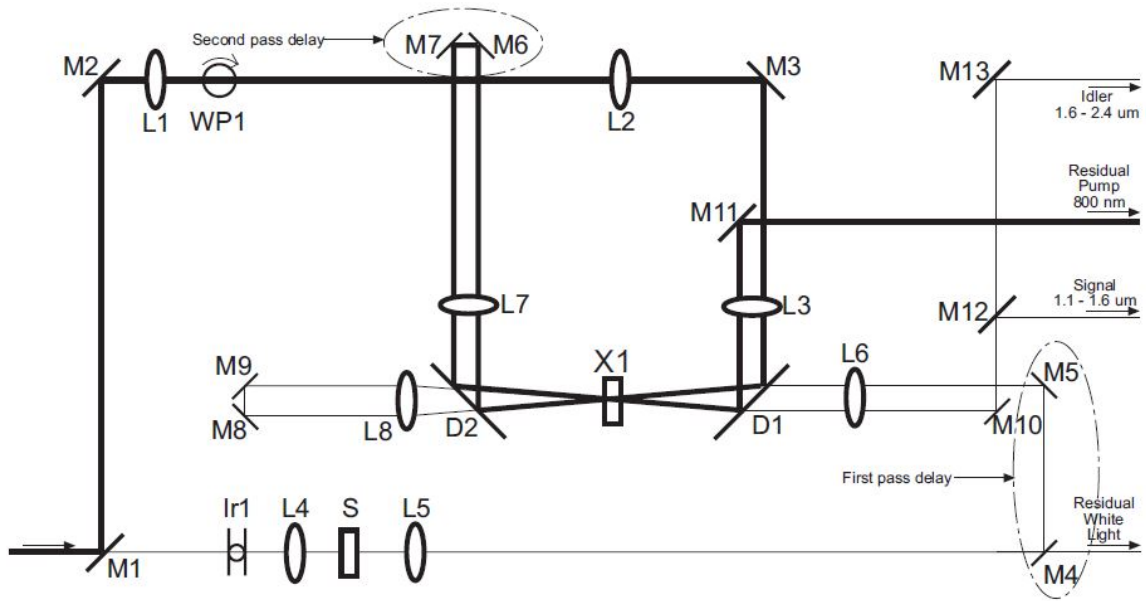 Second pass delay
M7
M6
M2
M3
M13
L1
WP1
L2
Idler
1.6 - 2.4 um
Residual
Pump
800 nm
M11
Signal
1.1 - 1.6 um
L7
L3
M12
X1
L6
M9
M5
M8
L8
D2
D1
M10
First pass delay
Ir1
L4
S
L5
Residual
White
Light
M1
M4